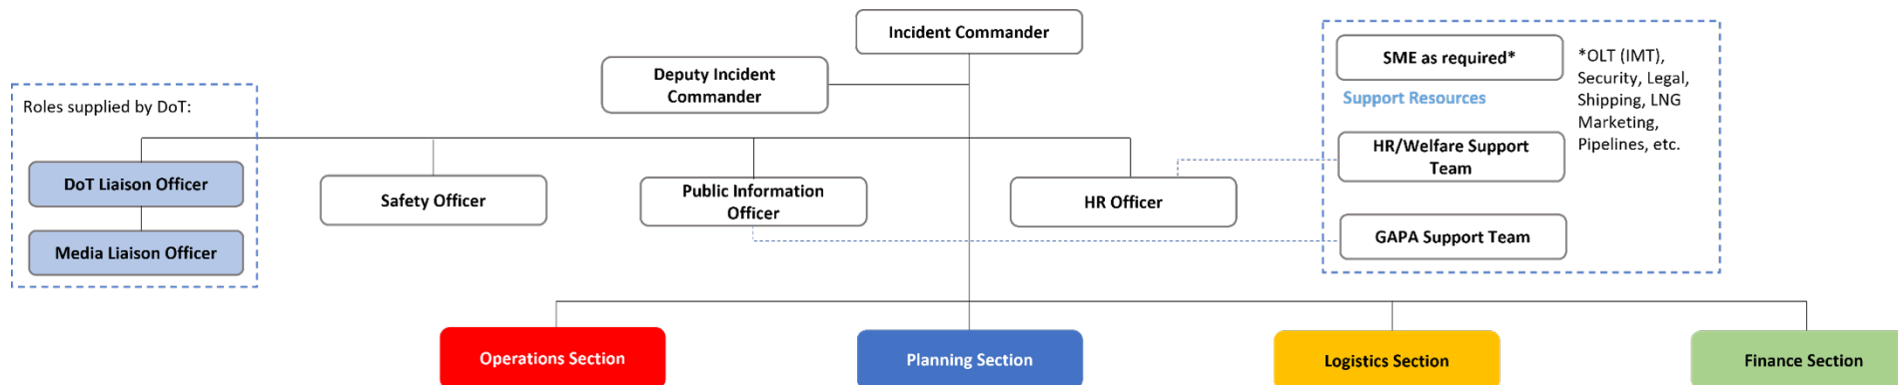 Incident Commander
Deputy Incident
Commander
Roles supplied by DoT:
DoT Liaison Officer
Media Liaison Officer
Safety Officer
Public Information
Officer
HR Officer
SME as required*
Support Resources
HR/Welfare Support
Team
GAPA Support Team
*OLT (IMT),
Security, Legal,
Shipping, LNG
Marketing,
Pipelines, etc.
Operations Section
Planning Section
Logistics Section
Finance Section